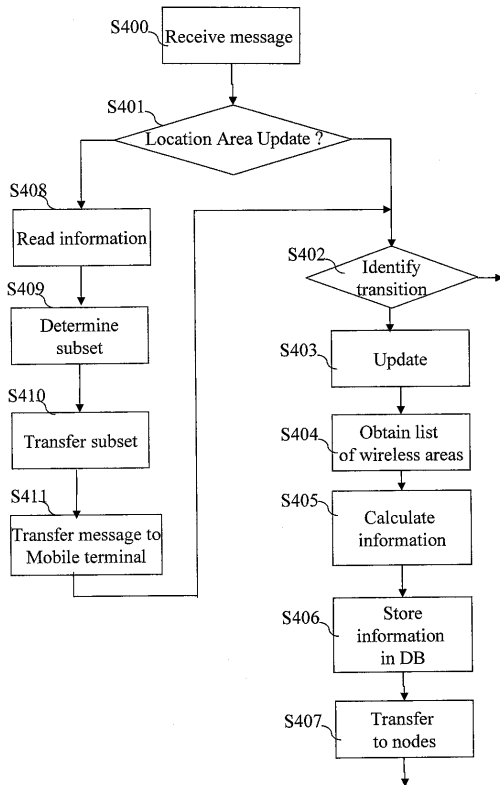 S400
Receive message
S401
Location Area Update ?
S408
Read information
S402
Identify
transition
S409
Determine
subset
S403
Update
S410
Transfer subset
S404
Obtain list
of wireless areas
S411
Transfer message to
Mobile terminal
S405
Calculate
information
S406
Store
information
in DB
S407
Transfer
to nodes